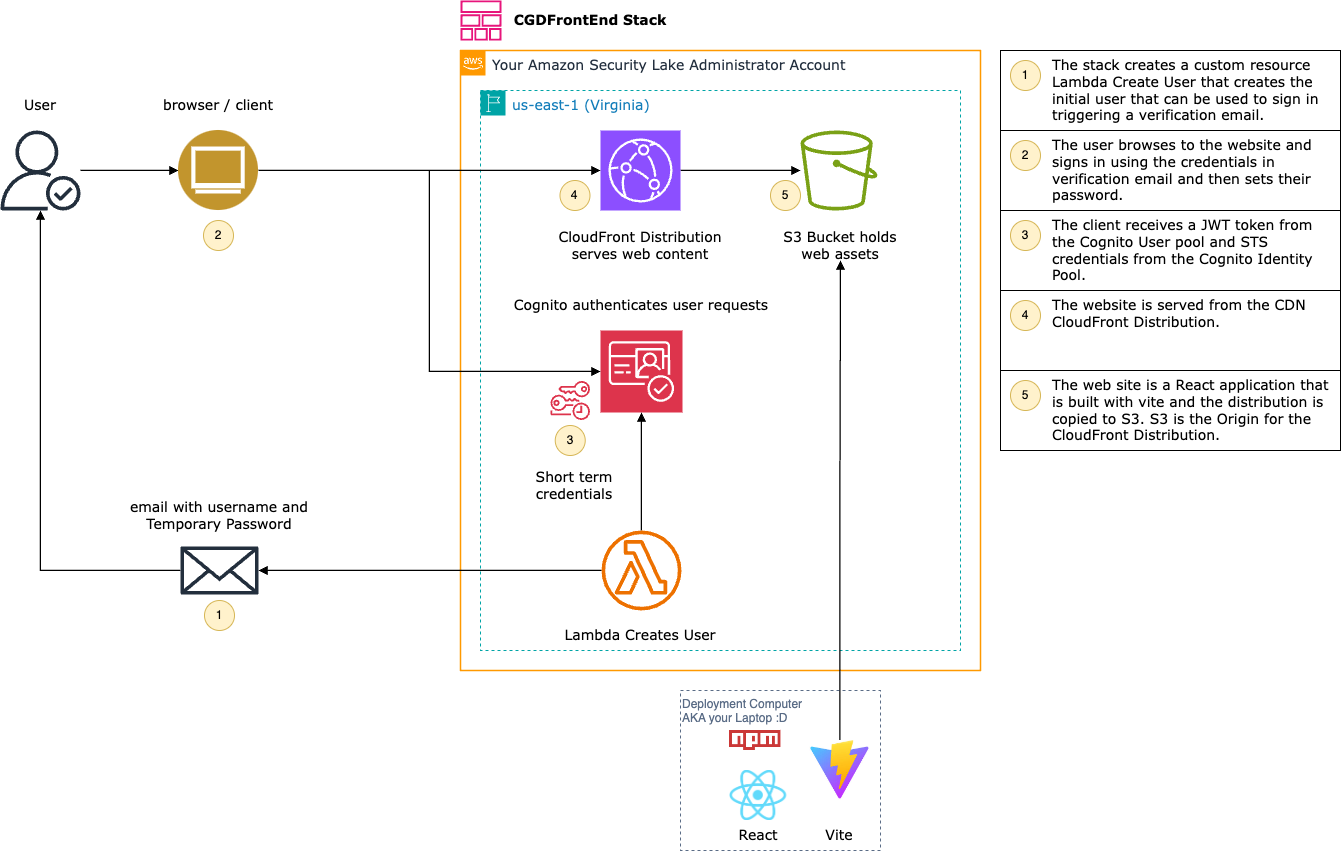 CGDFrontEnd Stack
aws
Your Amazon Security Lake Administrator Account
us-east-1 (Virginia)
User
browser / client
2
4
5
CloudFront Distribution
serves web content
S3 Bucket holds
web assets
Cognito authenticates user requests
3
Short term
credentials
email with username and
Temporary Password
1
Lambda Creates User
Deployment Computer
AKA your Laptop :D
npm
React
Vite
1
The stack creates a custom resource
Lambda Create User that creates the
initial user that can be used to sign in
triggering a verification email.
2
The user browses to the website and
signs in using the credentials in
verification email and then sets their
password.
3
The client receives a JWT token from
the Cognito User pool and STS
credentials from the Cognito Identity
Pool.
4
The website is served from the CDN
CloudFront Distribution.
5
The web site is a React application that
is built with vite and the distribution is
copied to S3. S3 is the Origin for the
CloudFront Distribution.